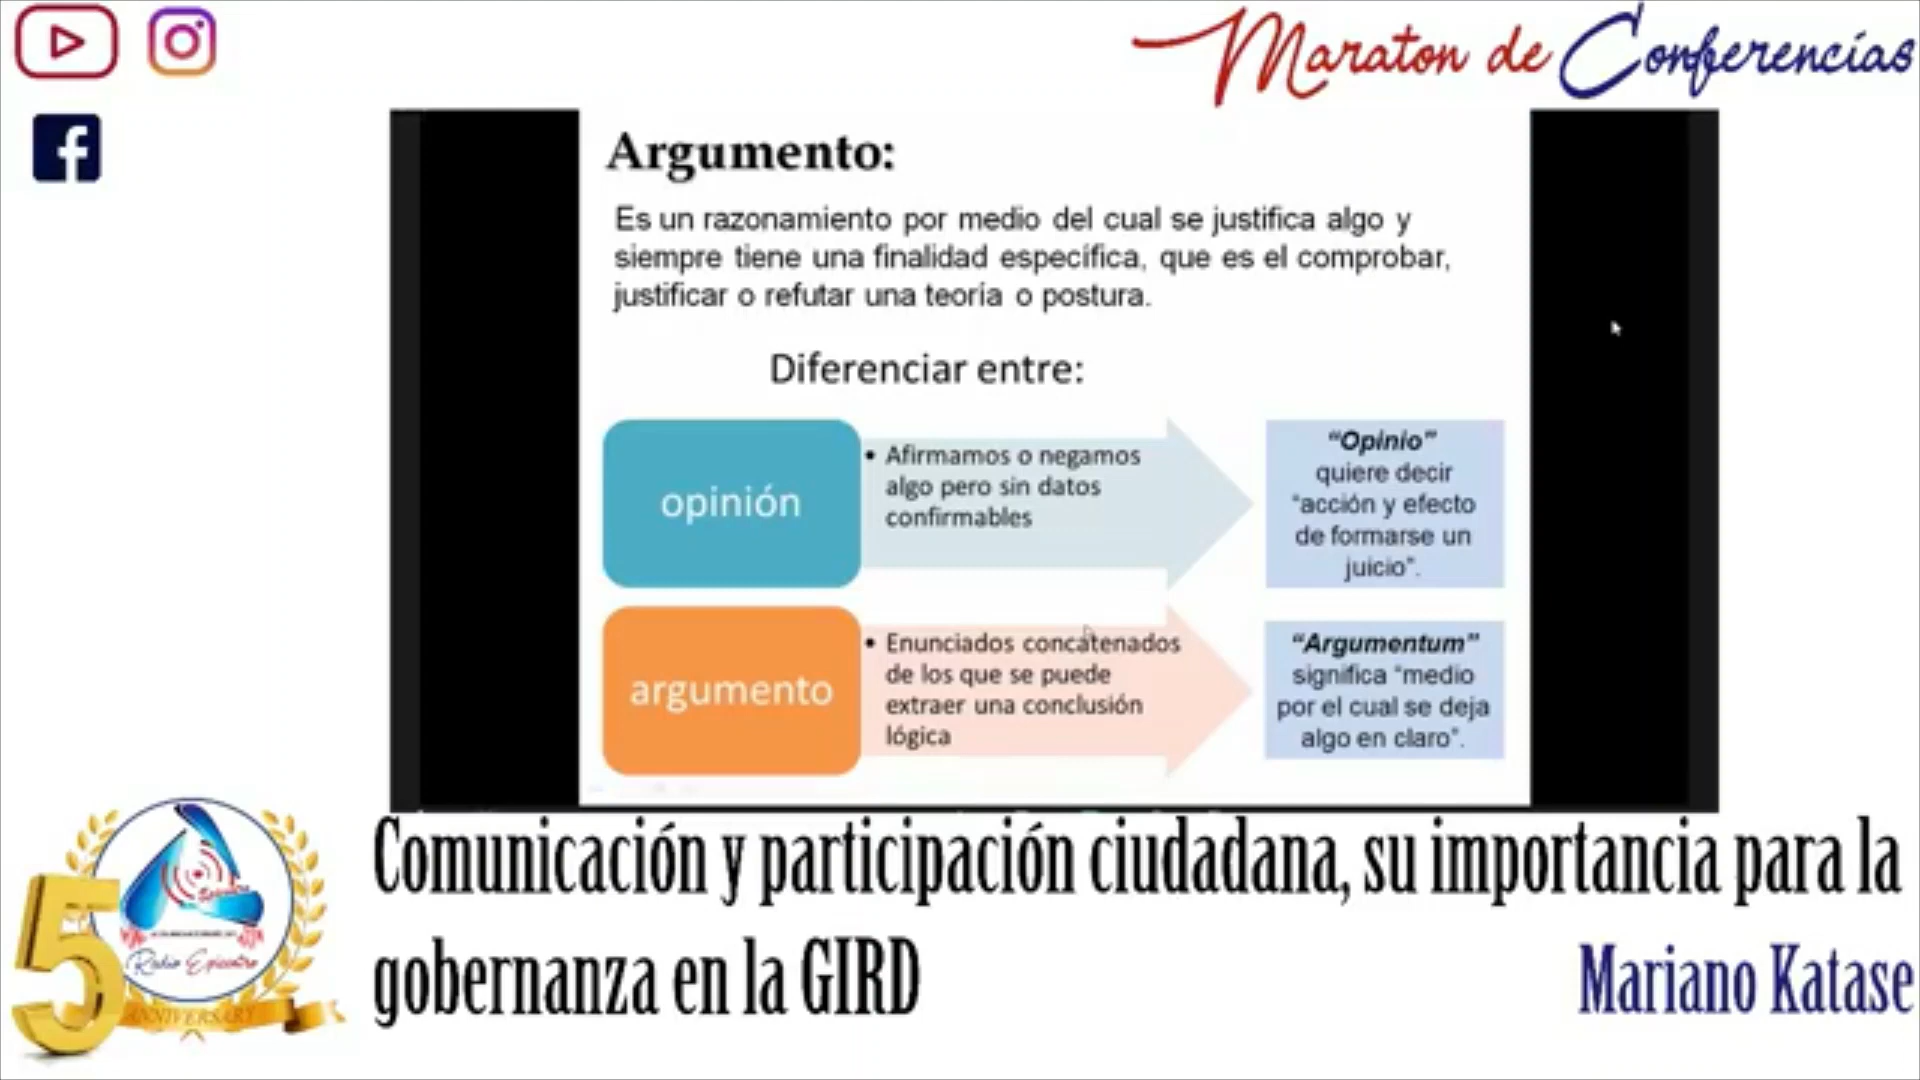 Maraton de Conferencias
Argumento:
Es un razonamiento por medio del cual se justifica algo y
siempre tiene una finalidad específica, que es el comprobar,
justificar o refutar una teoría o postura.
Diferenciar entre:
opinión
• Afirmamos o negamos
algo pero sin datos
confirmables
“Opinio”
quiere decir
“acción y efecto
de formarse un
juicio”.
argumento
• Enunciados concatenados
de los que se puede
extraer una conclusión
lógica
“Argumentum”
significa “medio
por el cual se deja
algo en claro”.
5
Radio Epicentro
ANNIVERSARY
Comunicación y participación ciudadana, su importancia para la
gobernanza en la GIRD
Mariano Katase